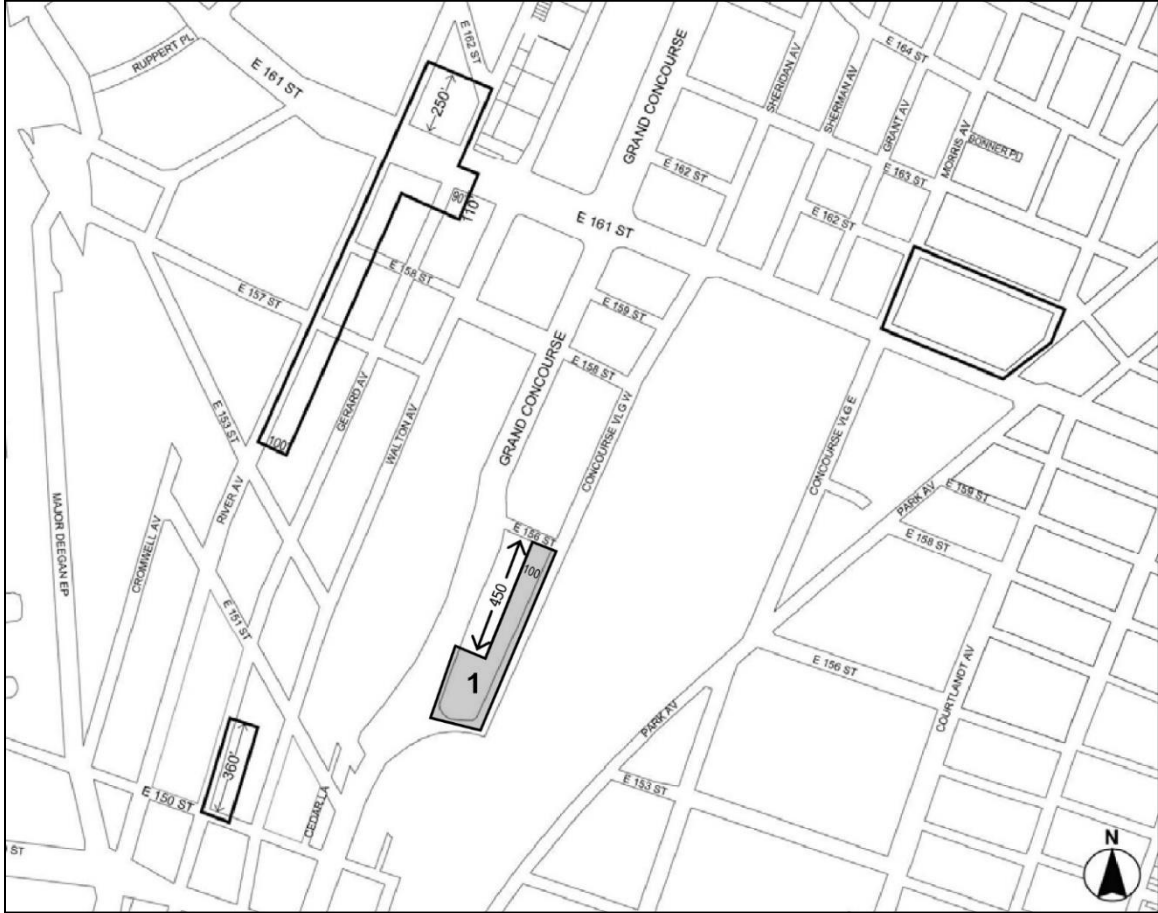 E 162 ST
RUPPERT PL
E 161 ST
250'
GRAND CONCOURSE
SHERIDAN AV
SHERMAN AV
E 164 ST
GRANT AV
MORRIS AV
BONNER PL
E 163 ST
E 162 ST
E 162 ST
90'
110'
E 161 ST
E 158 ST
E 157 ST
E 159 ST
E 158 ST
GRAND CONCOURSE
CONCOURSE VLG W
GERARD AV
WALTON AV
100'
E 153 ST
RIVER AV
CONCOURSE VLG E
PARK AV
E 159 ST
E 158 ST
MAJOR DEEGAN EP
CROMWELL AV
E 156 ST
100
450
E 151 ST
1
E 156 ST
COURTLANDT AV
PARK AV
360'
E 150 ST
CEDAR LA
E 153 ST
ST
N